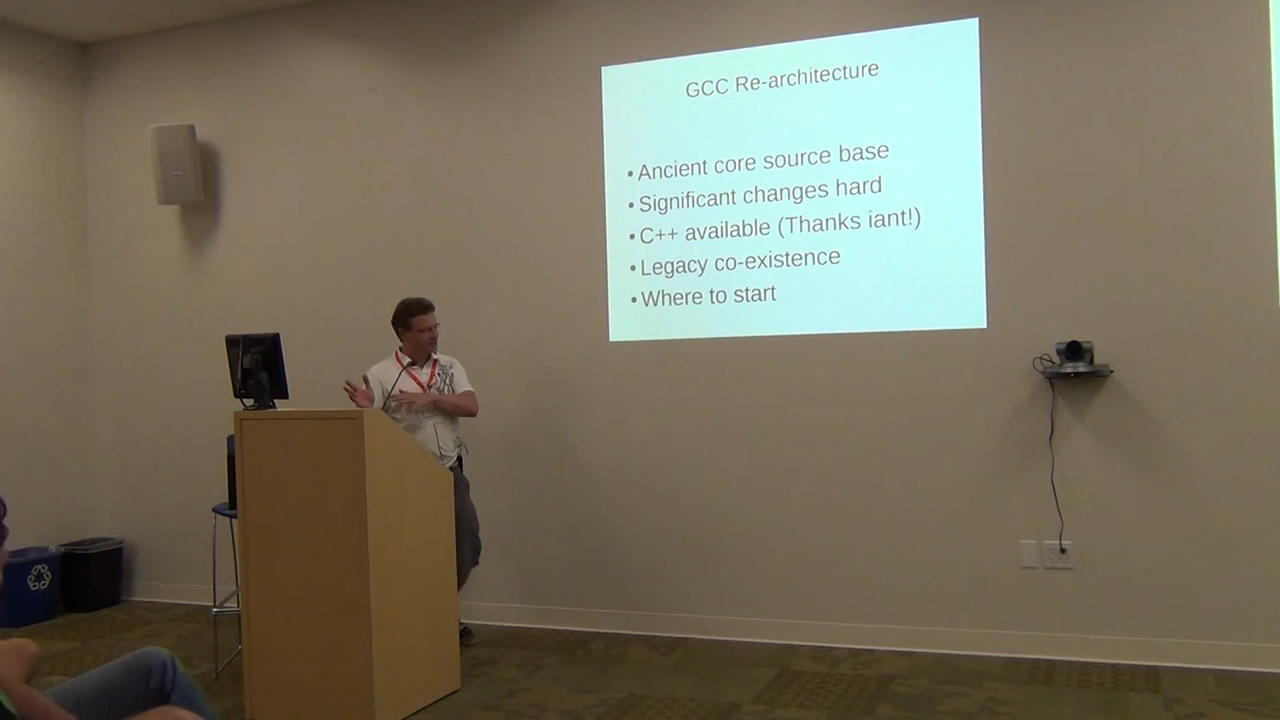 GCC Re-architecture
• Ancient core source base
• Significant changes hard
• C++ available (Thanks iant!)
• Legacy co-existence
• Where to start